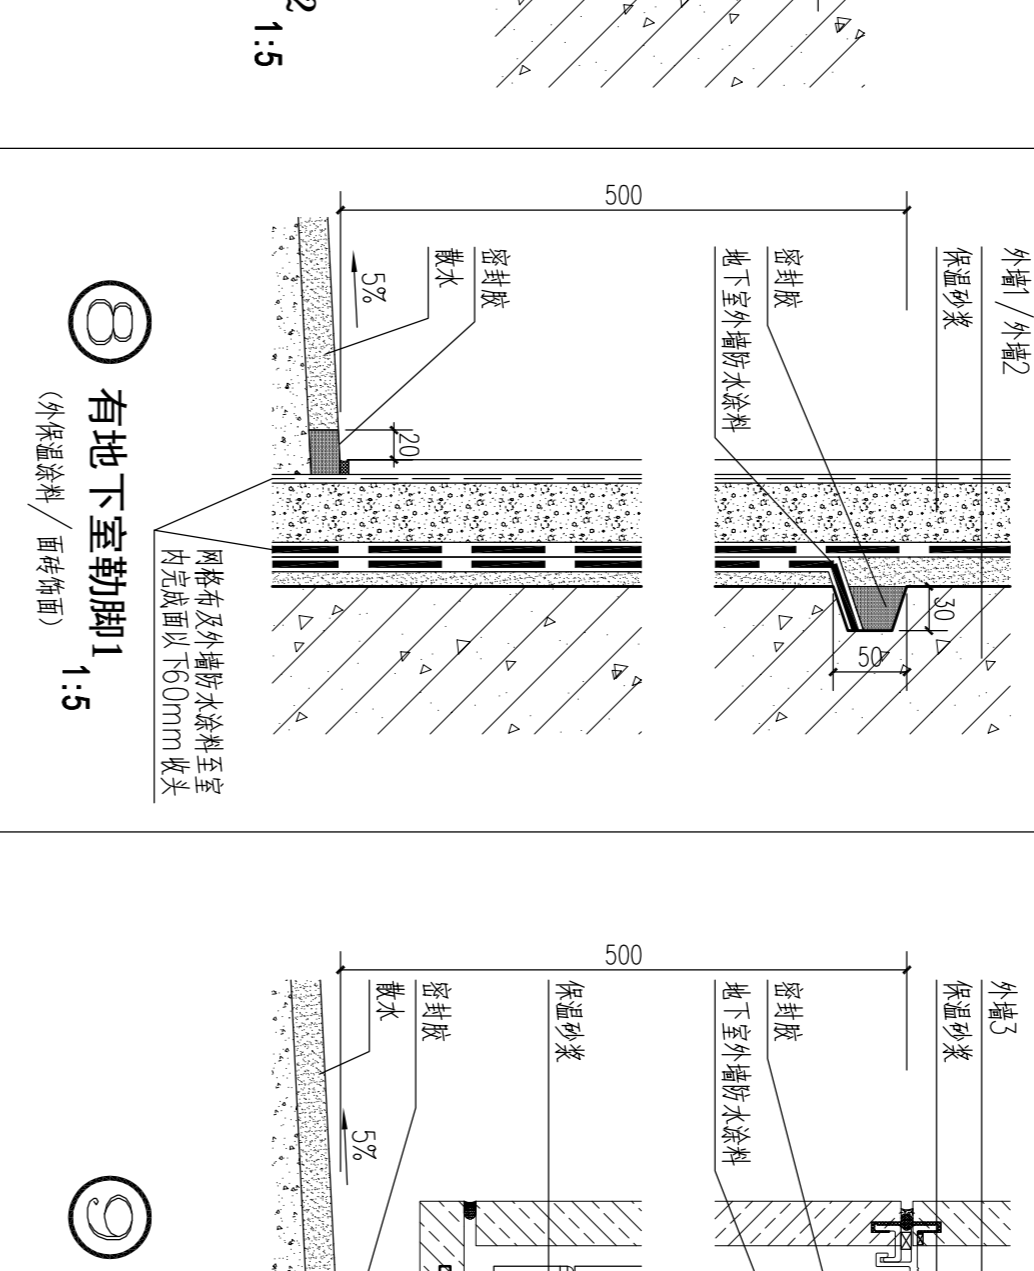 2
1:5
500
外墙1／外墙2
保温砂浆
密封胶
地下室外墙防水涂料
密封胶
散水
5%
20
30
50
网格布及外墙防水涂料至室
内完成面以下60mm 收头
8
有地下室勒脚1
1:5
(外保温涂料／面砖饰面)
500
外墙3
保温砂浆
密封胶
地下室外墙防水涂料
保温砂浆
密封胶
散水
5%
9